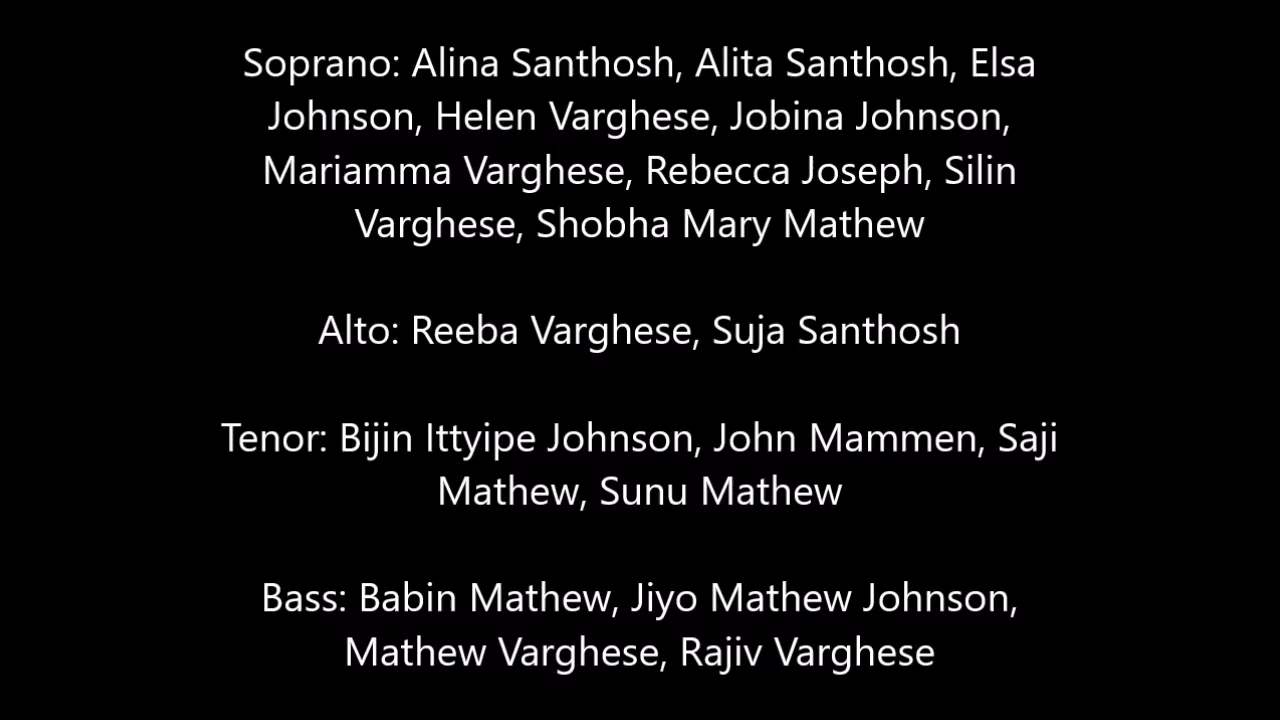 Soprano: Alina Santhosh, Alita Santhosh, Elsa
Johnson, Helen Varghese, Jobina Johnson,
Mariamma Varghese, Rebecca Joseph, Silin
Varghese, Shobha Mary Mathew
Alto: Reeba Varghese, Suja Santhosh
Tenor: Bijin Ittyipe Johnson, John Mammen, Saji
Mathew, Sunu Mathew
Bass: Babin Mathew, Jiyo Mathew Johnson,
Mathew Varghese, Rajiv Varghese